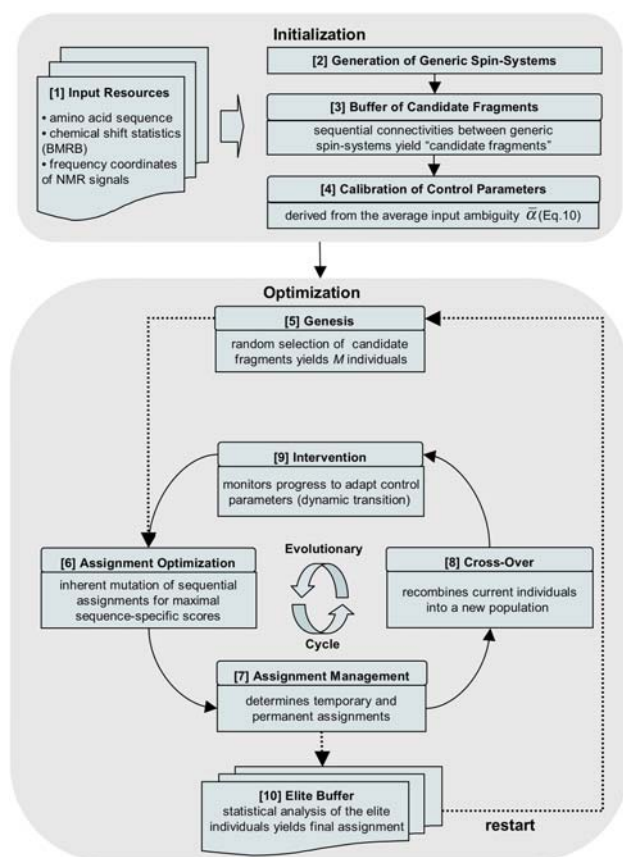 Initialization
[1] Input Resources
• amino acid sequence
• chemical shift statistics
(BMRB)
• frequency coordinates
of NMR signals
[2] Generation of Generic Spin-Systems
[3] Buffer of Candidate Fragments
sequential connectivities between generic
spin-systems yield “candidate fragments”
[4] Calibration of Control Parameters
derived from the average input ambiguity ᾱ (Eq.10)
Optimization
[5] Genesis
random selection of candidate
fragments yields M individuals
[9] Intervention
monitors progress to adapt control
parameters (dynamic transition)
[6] Assignment Optimization
inherent mutation of sequential
assignments for maximal
sequence-specific scores
Evolutionary
Cycle
[8] Cross-Over
recombines current individuals
into a new population
[7] Assignment Management
determines temporary and
permanent assignments
[10] Elite Buffer
statistical analysis of the elite
individuals yields final assignment
restart